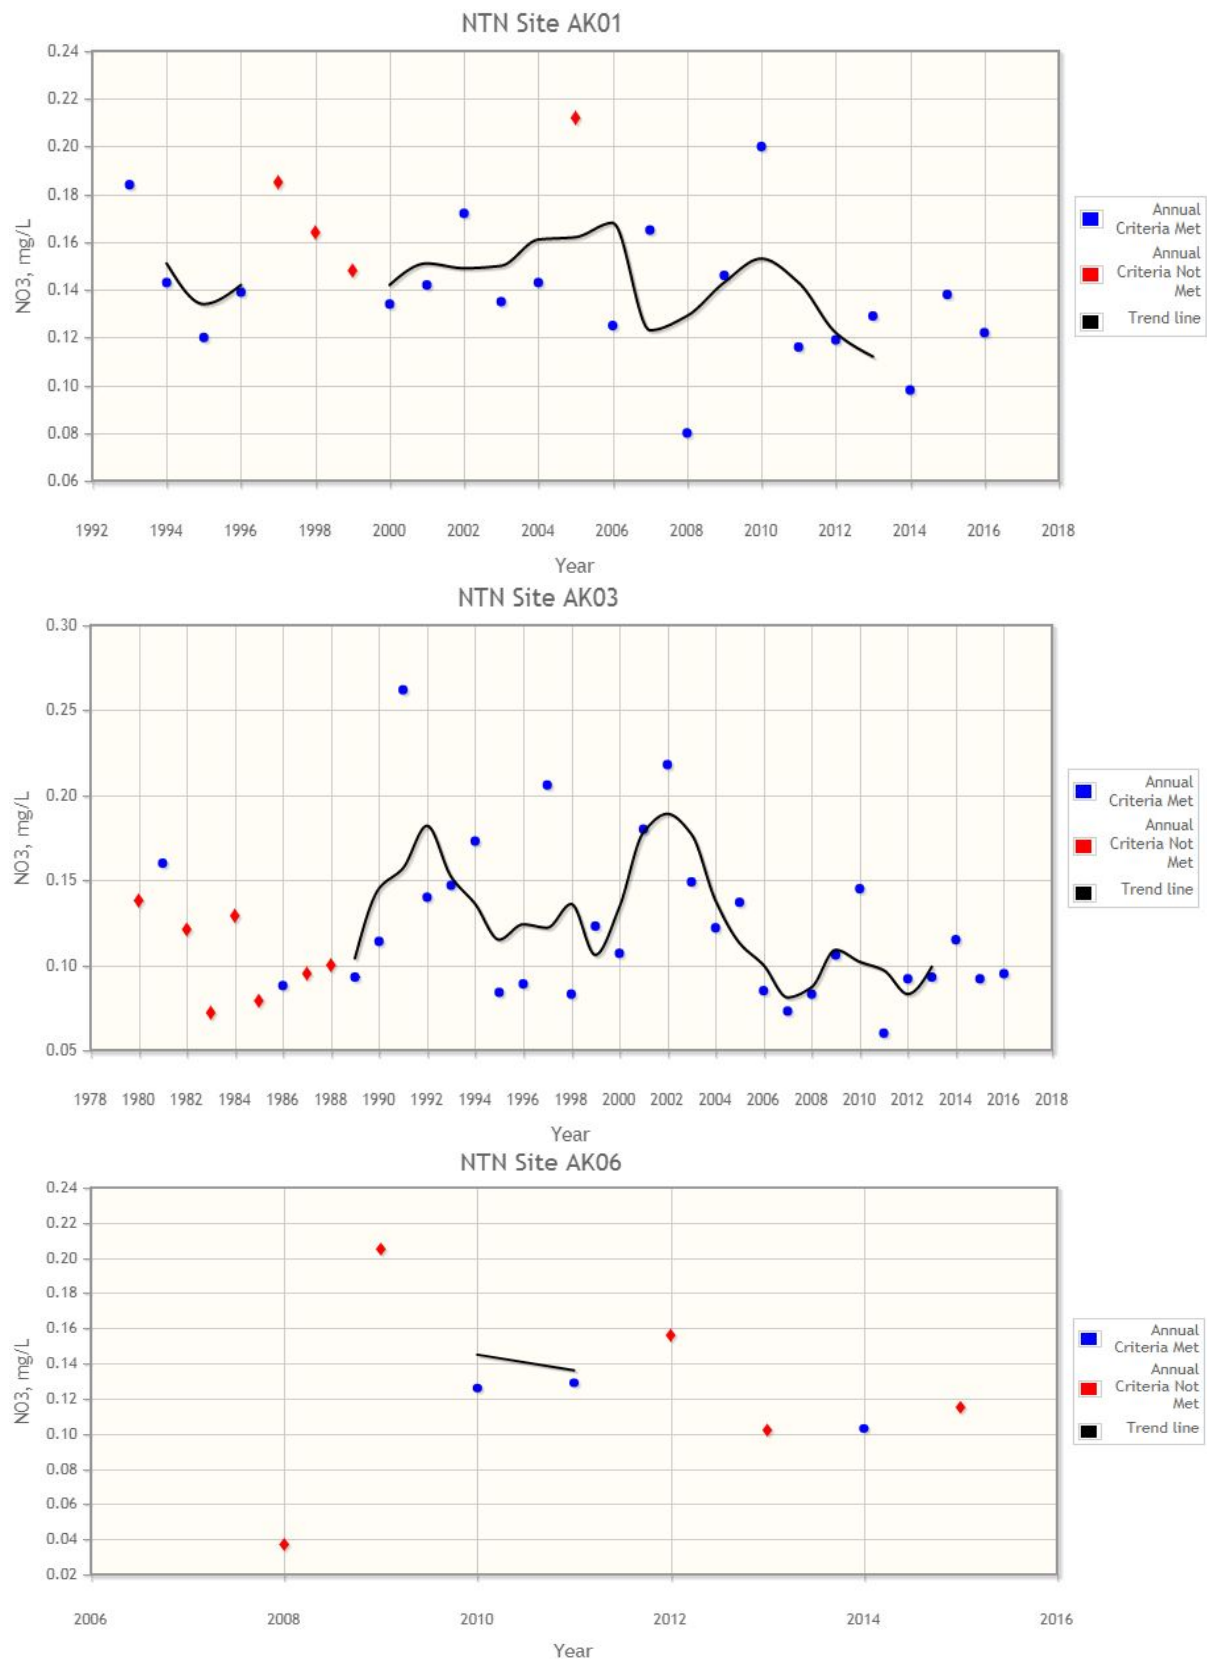 NTN Site AK01
0.24
0.22
0.20
0.18
0.16
0.14
0.12
0.10
0.08
0.06
NO3, mg/L
1992 1994 1996 1998 2000 2002 2004 2006 2008 2010 2012 2014 2016 2018
Year
Annual
Criteria Met
Annual
Criteria Not
Met
Trend line
NTN Site AK03
0.30
0.25
0.20
0.15
0.10
0.05
NO3, mg/L
1978 1980 1982 1984 1986 1988 1990 1992 1994 1996 1998 2000 2002 2004 2006 2008 2010 2012 2014 2016 2018
Year
Annual
Criteria Met
Annual
Criteria Not
Met
Trend line
NTN Site AK06
0.24
0.22
0.20
0.18
0.16
0.14
0.12
0.10
0.08
0.06
0.04
0.02
NO3, mg/L
2006 2008 2010 2012 2014 2016
Year
Annual
Criteria Met
Annual
Criteria Not
Met
Trend line